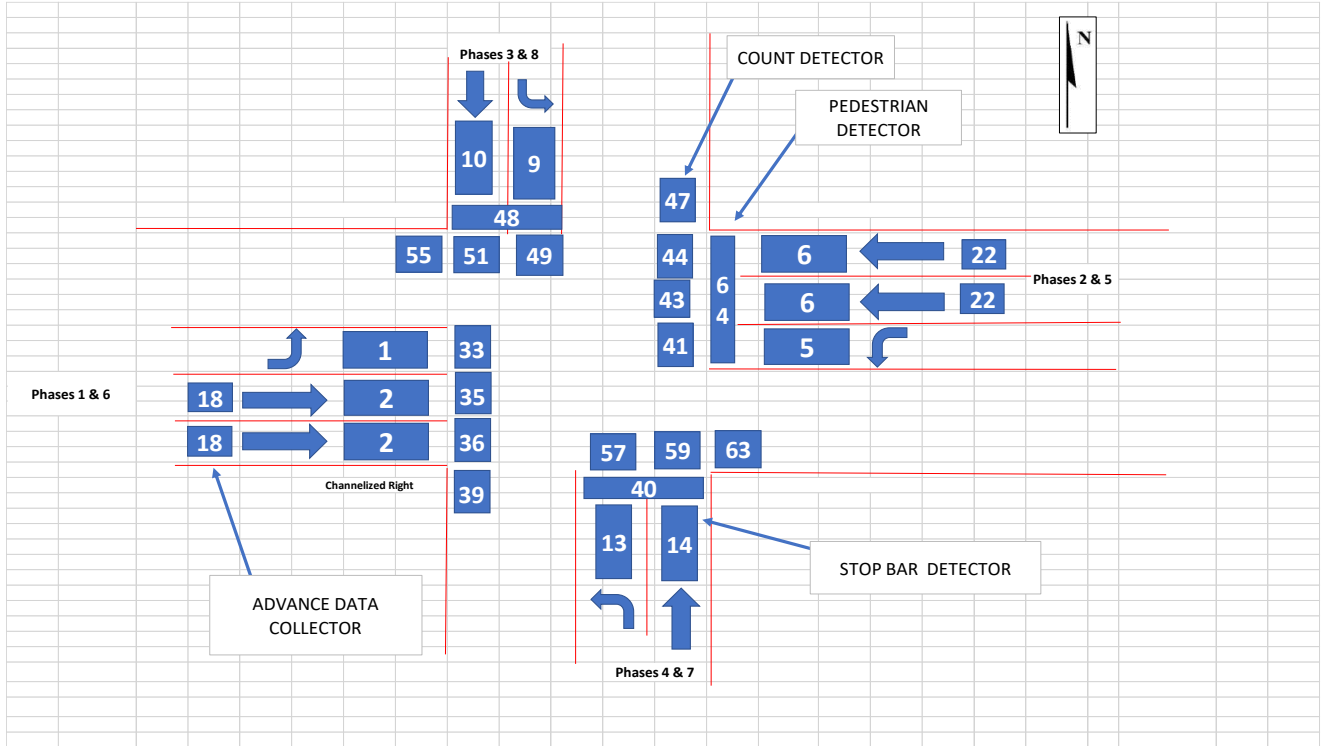 Phases 3 & 8
COUNT DETECTOR
N
PEDESTRIAN
DETECTOR
10
9
47
48
55
51
49
44
6
4
6
22
43
6
22
Phases 2 & 5
41
5
1
33
Phases 1 & 6
18
2
35
18
2
36
Channelized Right
39
57
59
63
40
13
14
STOP BAR  DETECTOR
ADVANCE DATA
COLLECTOR
Phases 4 & 7